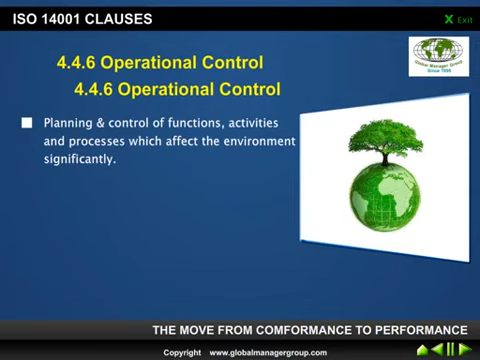 ISO 14001 CLAUSES
X Exit
4.4.6 Operational Control
4.4.6 Operational Control
Global Manager Group
Since 1995
Planning & control of functions, activities
and processes which affect the environment
significantly.
THE MOVE FROM COMFORMANCE TO PERFORMANCE
Copyright www.globalmanagergroup.com